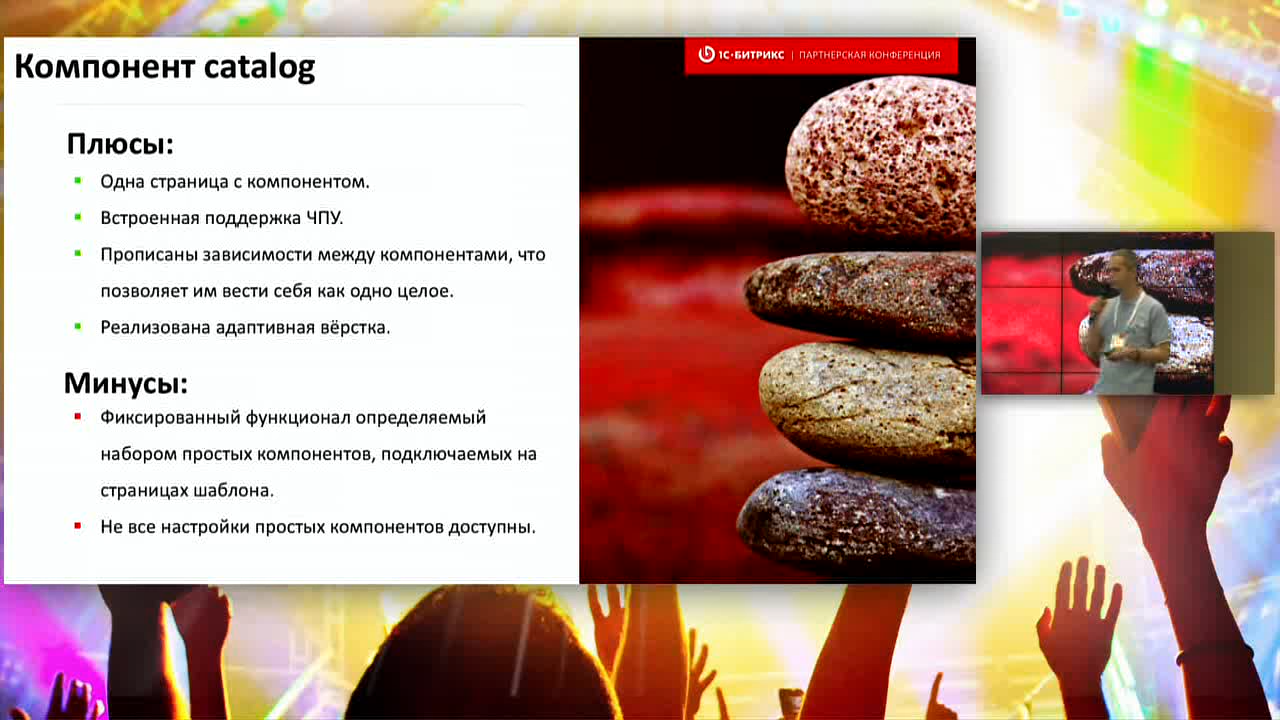 Компонент catalog
1С·БИТРИКС | ПАРТНЕРСКАЯ КОНФЕРЕНЦИЯ
Плюсы:
Одна страница с компонентом.
Встроенная поддержка ЧПУ.
Прописаны зависимости между компонентами, что
позволяет им вести себя как одно целое.
Реализована адаптивная вёрстка.
Минусы:
Фиксированный функционал определяемый
набором простых компонентов, подключаемых на
страницах шаблона.
Не все настройки простых компонентов доступны.